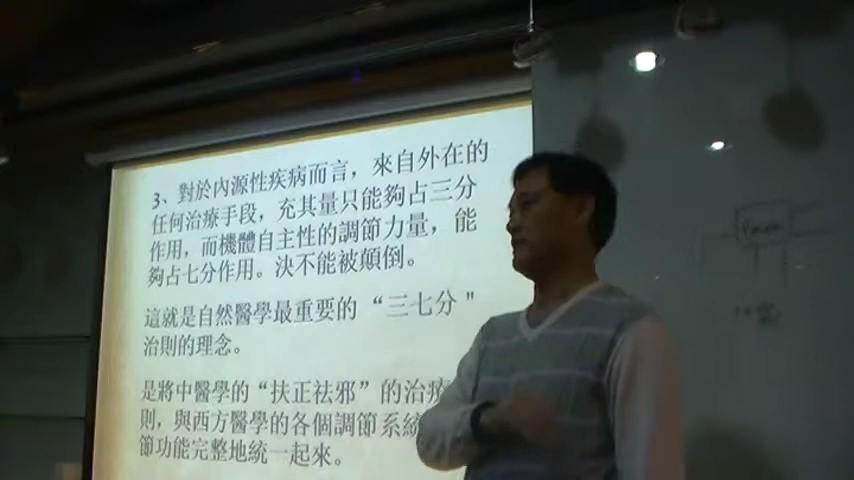 3、對於內源性疾病而言，來自外在的
任何治療手段，充其量只能夠占三分
作用，而機體自主性的調節力量，能
夠占七分作用。決不能被顛倒。
這就是自然醫學最重要的“三七分"
治則的理念。
是將中醫學的“扶正祛邪”的治療
則，與西方醫學的各個調節系統
節功能完整地統一起來。